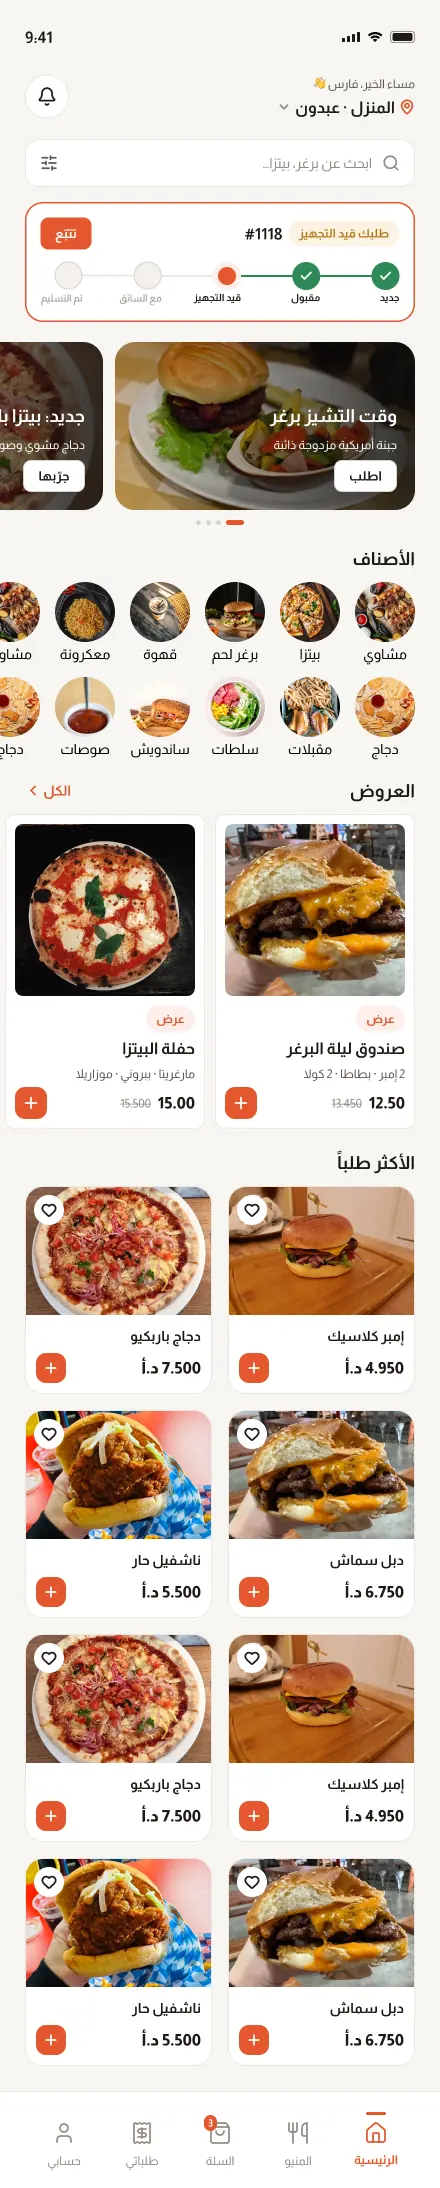 9:41
مساء الخير، فارس 👋
المنزل · عبدون
ابحث عن برغر، بيتزا...
طلبك قيد التجهيز #1118 تتبّع
جديد مقبول قيد التجهيز مع السائق تم التسليم
وقت التشيز برغر
جبنة أمريكية مزدوجة ذائبة
اطلب
جديد: بيتزا با
دجاج مشوي وصو
جرّبها
الأصناف
مشاوي بيتزا برغر لحم قهوة معكرونة مشاو
دجاج مقبلات سلطات ساندويش صوصات دجاج
العروض الكل
عرض
صندوق ليلة البرغر
2 إمبر · بطاطا · 2 كولا
12.50 13.450
عرض
حفلة البيتزا
مارغريتا · ببروني · موزاريلا
15.00 15.500
الأكثر طلباً
إمبر كلاسيك
4.950 د.أ
دجاج باربكيو
7.500 د.أ
دبل سماش
6.750 د.أ
ناشفيل حار
5.500 د.أ
إمبر كلاسيك
4.950 د.أ
دجاج باربكيو
7.500 د.أ
دبل سماش
6.750 د.أ
ناشفيل حار
5.500 د.أ
3
الرئيسية المنيو السلة طلباتي حسابي